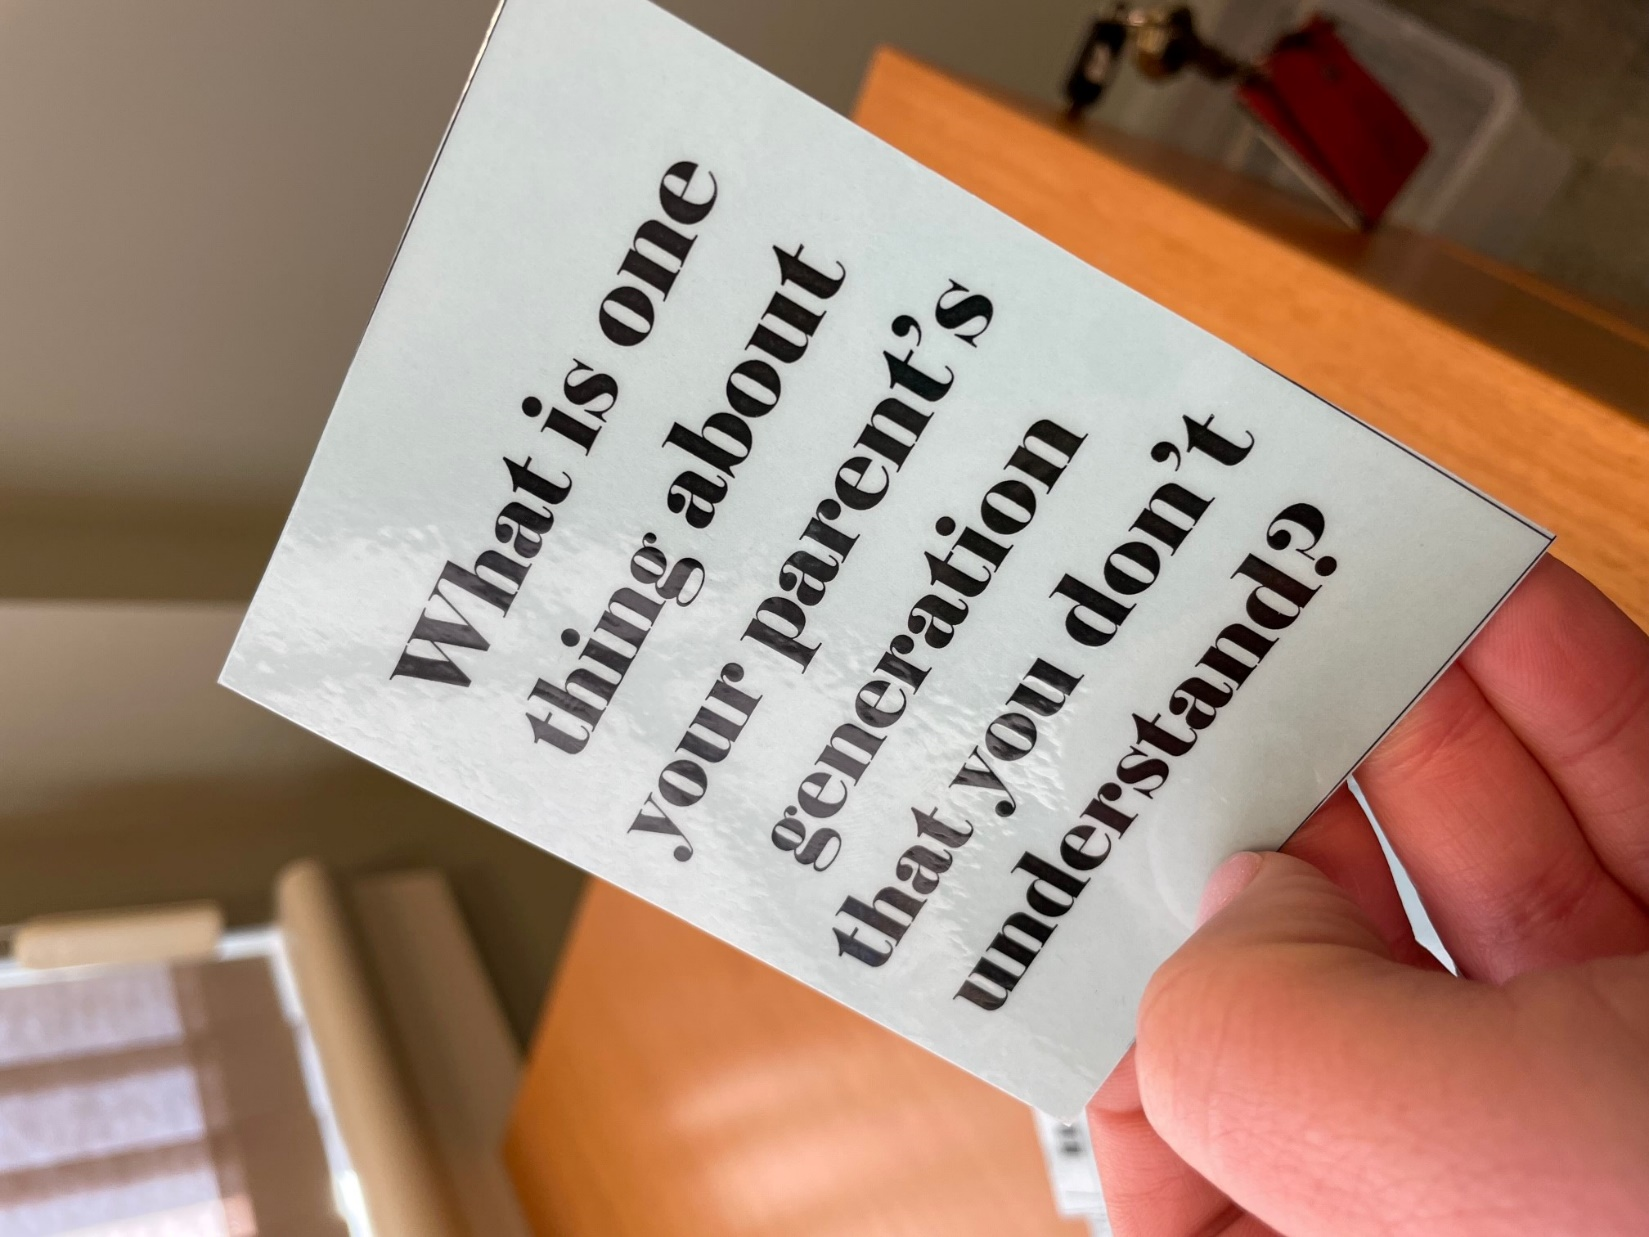 What is one
thing about
your parent's
generation
that you don't
understand?